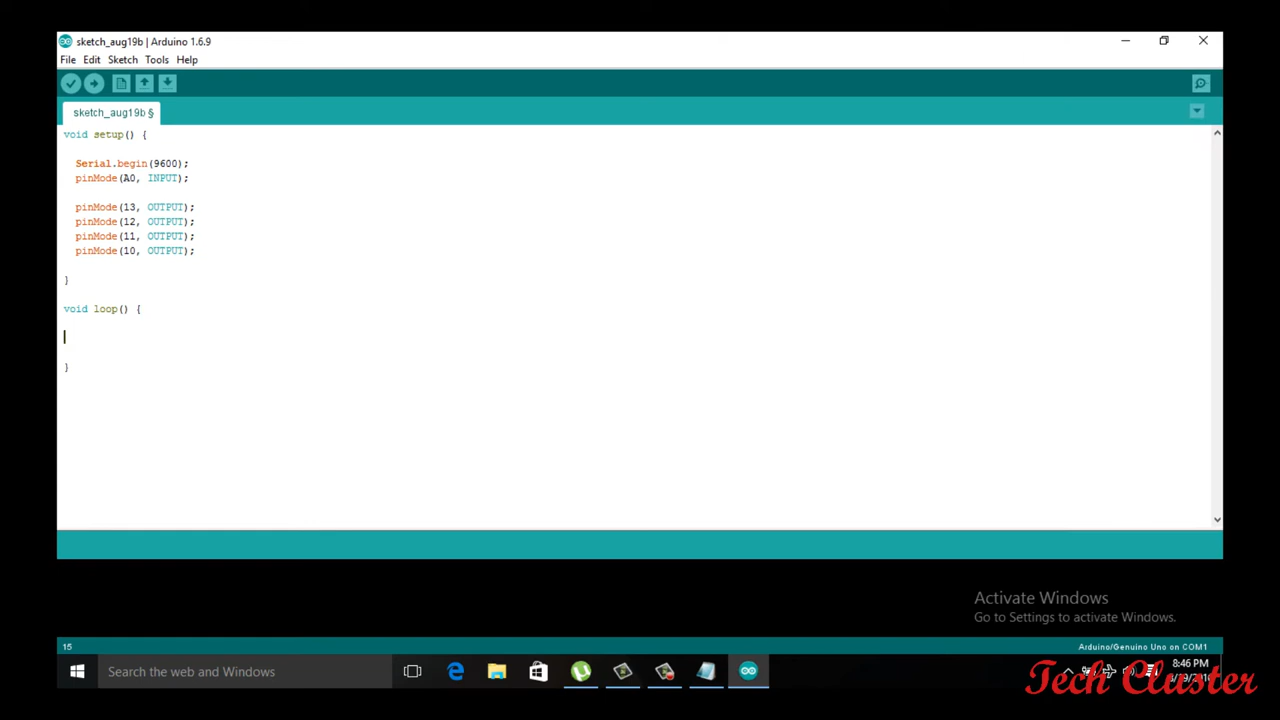 sketch_aug19b | Arduino 1.6.9
File Edit Sketch Tools Help
sketch_aug19b §
void setup() {
Serial.begin(9600);
pinMode(A0, INPUT);
pinMode(13, OUTPUT);
pinMode(12, OUTPUT);
pinMode(11, OUTPUT);
pinMode(10, OUTPUT);
}
void loop() {
}
Activate Windows
Go to Settings to activate Windows.
15
Arduino/Genuino Uno on COM1
Search the web and Windows
8:46 PM
Tech Cluster